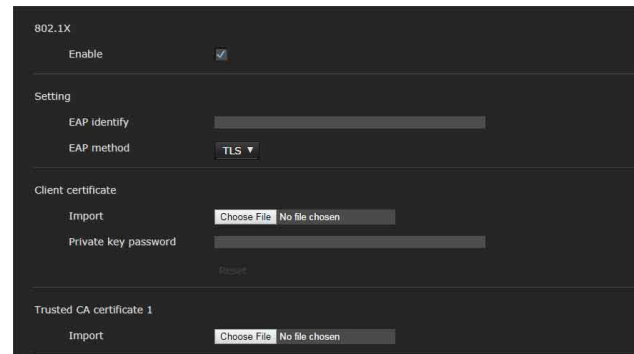 802.1X
Enable
Setting
EAP identify
EAP method TLS ▼
Client certificate
Import Choose File No file chosen
Private key password
Reset
Trusted CA certificate 1
Import Choose File No file chosen